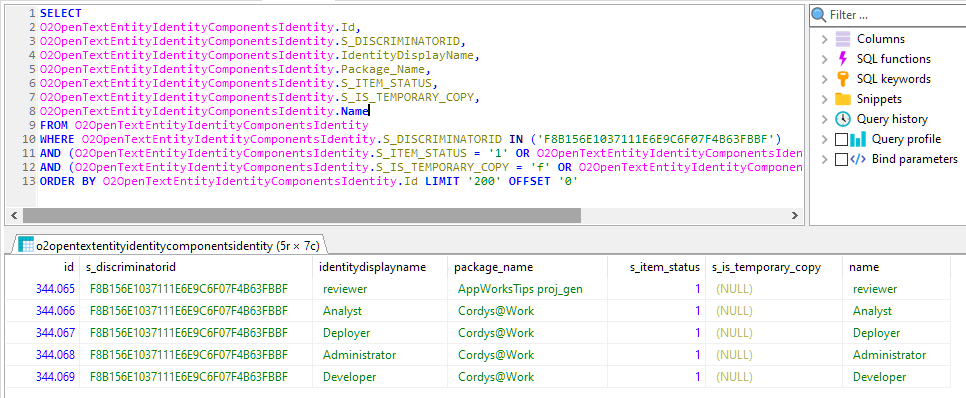 1 SELECT
2 O2OpenTextEntityIdentityComponentsIdentity.Id,
3 O2OpenTextEntityIdentityComponentsIdentity.S_DISCRIMINATORID,
4 O2OpenTextEntityIdentityComponentsIdentity.IdentityDisplayName,
5 O2OpenTextEntityIdentityComponentsIdentity.Package_Name,
6 O2OpenTextEntityIdentityComponentsIdentity.S_ITEM_STATUS,
7 O2OpenTextEntityIdentityComponentsIdentity.S_IS_TEMPORARY_COPY,
8 O2OpenTextEntityIdentityComponentsIdentity.Name
9 FROM O2OpenTextEntityIdentityComponentsIdentity
10 WHERE O2OpenTextEntityIdentityComponentsIdentity.S_DISCRIMINATORID IN ('F8B156E1037111E6E9C6F07F4B63FBBF')
11 AND (O2OpenTextEntityIdentityComponentsIdentity.S_ITEM_STATUS = '1' OR O2OpenTextEntityIdentityComponentsIden
12 AND (O2OpenTextEntityIdentityComponentsIdentity.S_IS_TEMPORARY_COPY = 'f' OR O2OpenTextEntityIdentityComponen
13 ORDER BY O2OpenTextEntityIdentityComponentsIdentity.Id LIMIT '200' OFFSET '0'
Filter ...
Columns
SQL functions
SQL keywords
Snippets
Query history
Query profile
Bind parameters
o2opentextentityidentitycomponentsidentity (5r × 7c)
id s_discriminatorid identitydisplayname package_name s_item_status s_is_temporary_copy name
344.065 F8B156E1037111E6E9C6F07F4B63FBBF reviewer AppWorksTips proj_gen 1 (NULL) reviewer
344.066 F8B156E1037111E6E9C6F07F4B63FBBF Analyst Cordys@Work 1 (NULL) Analyst
344.067 F8B156E1037111E6E9C6F07F4B63FBBF Deployer Cordys@Work 1 (NULL) Deployer
344.068 F8B156E1037111E6E9C6F07F4B63FBBF Administrator Cordys@Work 1 (NULL) Administrator
344.069 F8B156E1037111E6E9C6F07F4B63FBBF Developer Cordys@Work 1 (NULL) Developer